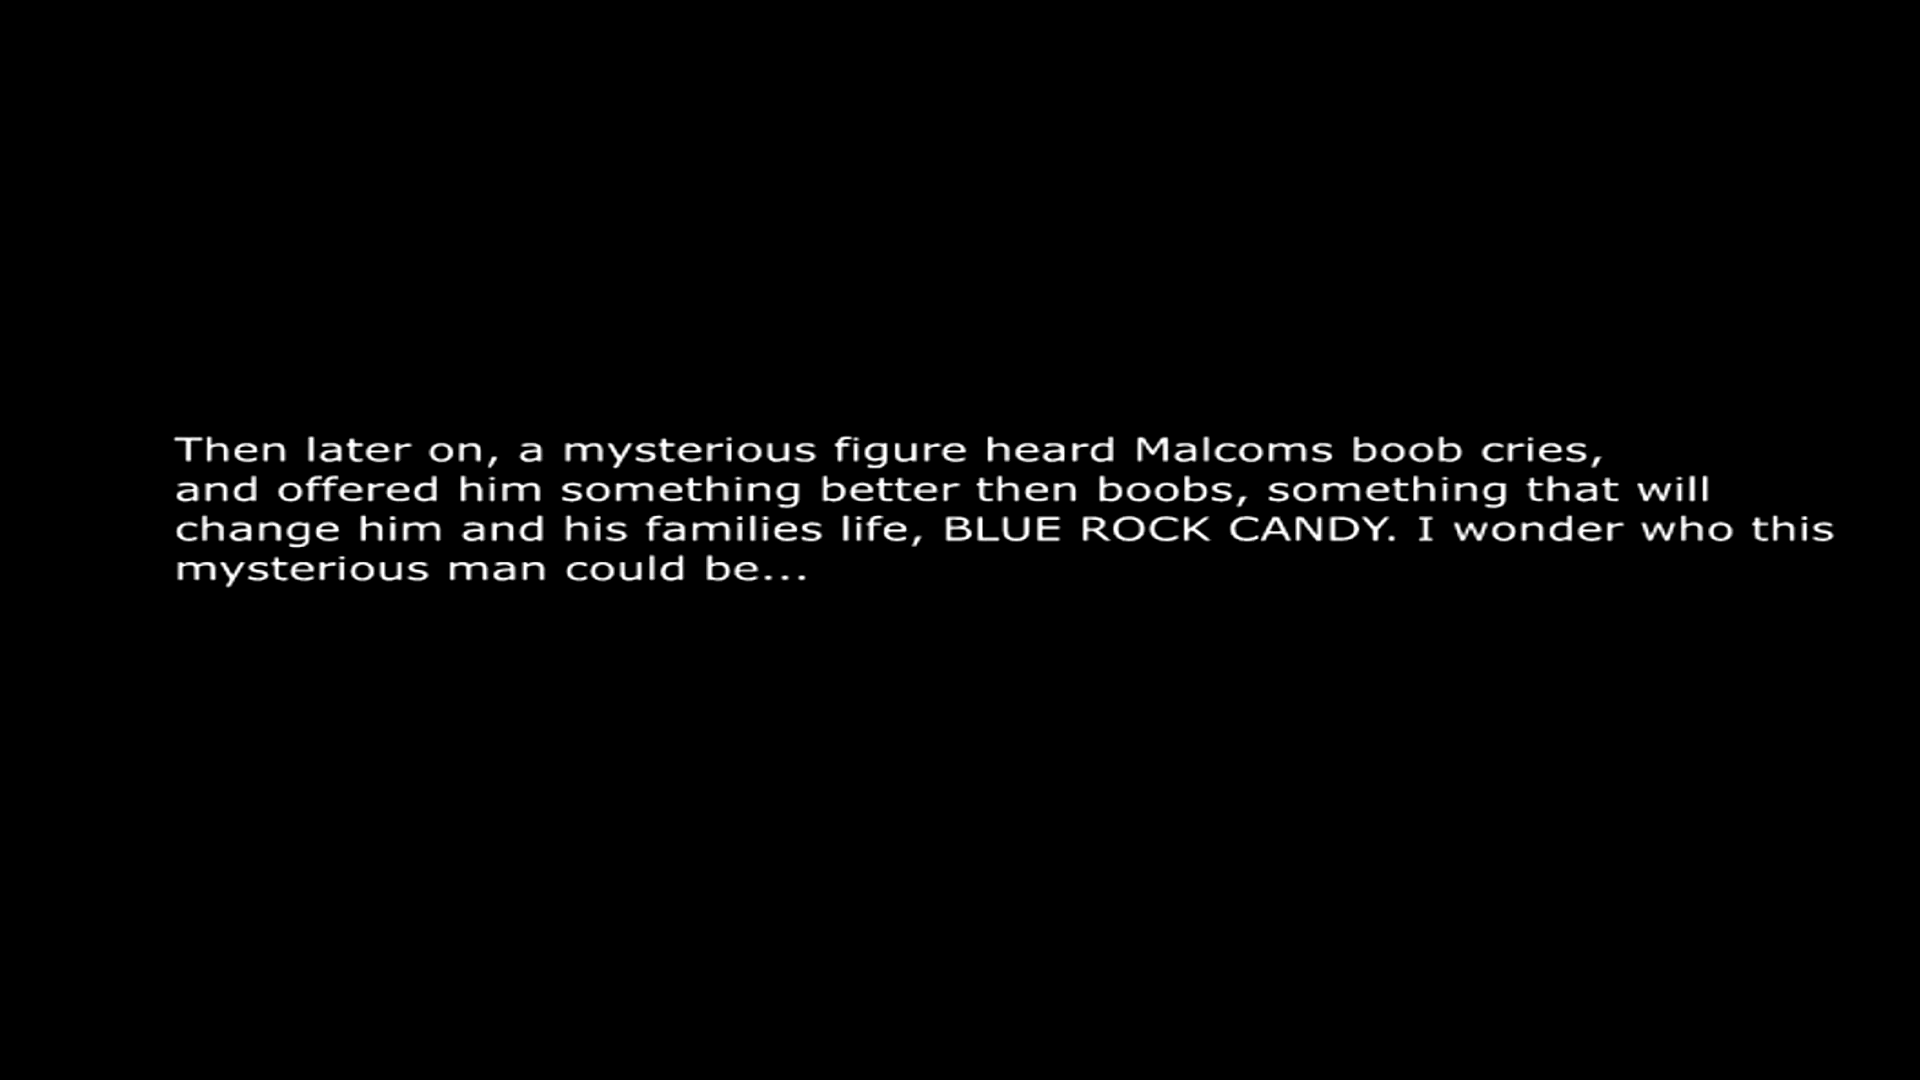 Then later on, a mysterious figure heard Malcoms boob cries,
and offered him something better then boobs, something that will
change him and his families life, BLUE ROCK CANDY. I wonder who this
mysterious man could be...